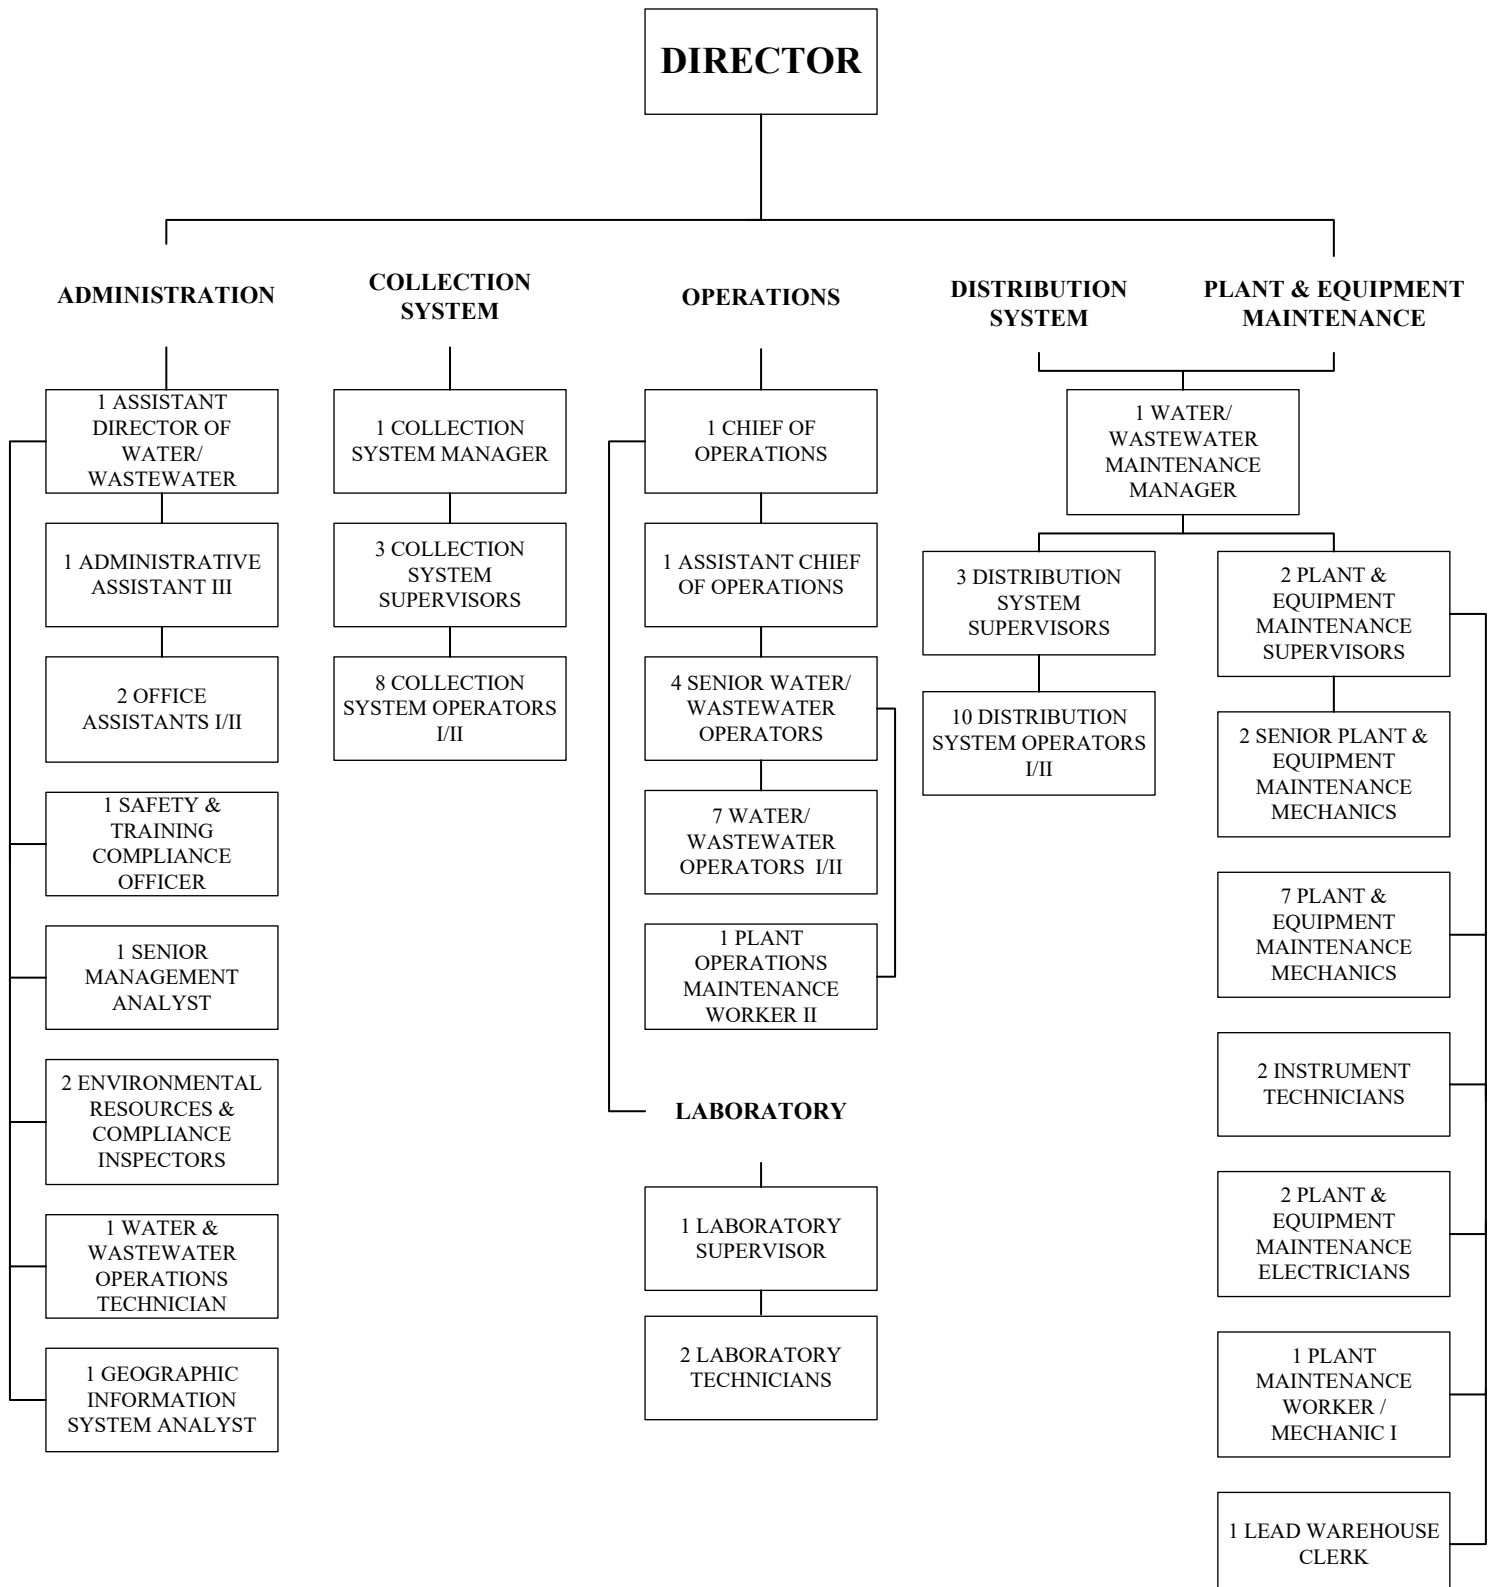 DIRECTOR
ADMINISTRATION
1 ASSISTANT
DIRECTOR OF
WATER/
WASTEWATER
1 ADMINISTRATIVE
ASSISTANT III
2 OFFICE
ASSISTANTS I/II
1 SAFETY &
TRAINING
COMPLIANCE
OFFICER
1 SENIOR
MANAGEMENT
ANALYST
2 ENVIRONMENTAL
RESOURCES &
COMPLIANCE
INSPECTORS
1 WATER &
WASTEWATER
OPERATIONS
TECHNICIAN
1 GEOGRAPHIC
INFORMATION
SYSTEM ANALYST
COLLECTION
SYSTEM
1 COLLECTION
SYSTEM MANAGER
3 COLLECTION
SYSTEM
SUPERVISORS
8 COLLECTION
SYSTEM OPERATORS
I/II
OPERATIONS
1 CHIEF OF
OPERATIONS
1 ASSISTANT CHIEF
OF OPERATIONS
4 SENIOR WATER/
WASTEWATER
OPERATORS
7 WATER/
WASTEWATER
OPERATORS I/II
1 PLANT
OPERATIONS
MAINTENANCE
WORKER II
LABORATORY
1 LABORATORY
SUPERVISOR
2 LABORATORY
TECHNICIANS
DISTRIBUTION
SYSTEM
PLANT & EQUIPMENT
MAINTENANCE
1 WATER/
WASTEWATER
MAINTENANCE
MANAGER
3 DISTRIBUTION
SYSTEM
SUPERVISORS
10 DISTRIBUTION
SYSTEM OPERATORS
I/II
2 PLANT &
EQUIPMENT
MAINTENANCE
SUPERVISORS
2 SENIOR PLANT &
EQUIPMENT
MAINTENANCE
MECHANICS
7 PLANT &
EQUIPMENT
MAINTENANCE
MECHANICS
2 INSTRUMENT
TECHNICIANS
2 PLANT &
EQUIPMENT
MAINTENANCE
ELECTRICIANS
1 PLANT
MAINTENANCE
WORKER /
MECHANIC I
1 LEAD WAREHOUSE
CLERK